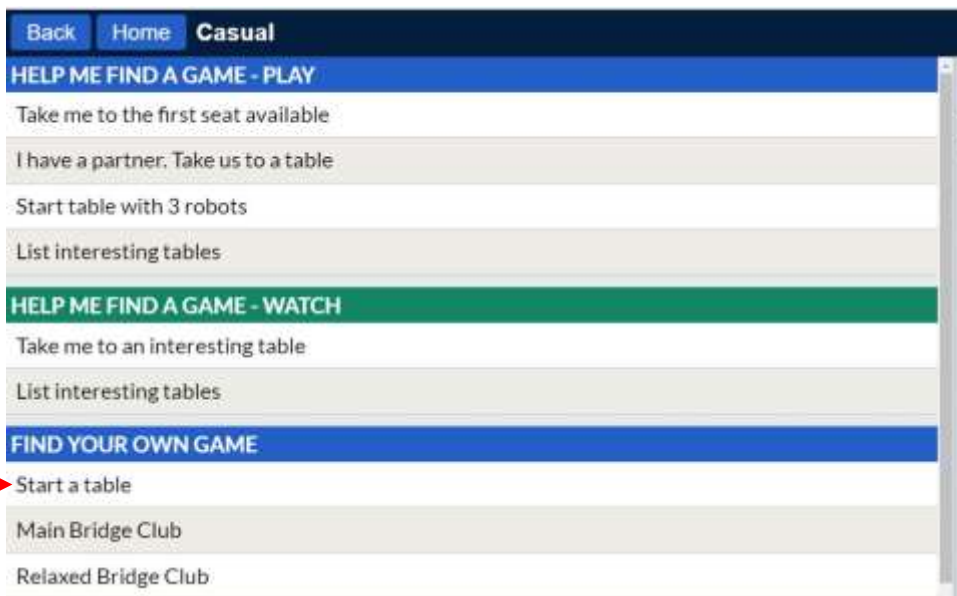 Back Home Casual
HELP ME FIND A GAME - PLAY
Take me to the first seat available
I have a partner. Take us to a table
Start table with 3 robots
List interesting tables
HELP ME FIND A GAME - WATCH
Take me to an interesting table
List interesting tables
FIND YOUR OWN GAME
Start a table
Main Bridge Club
Relaxed Bridge Club